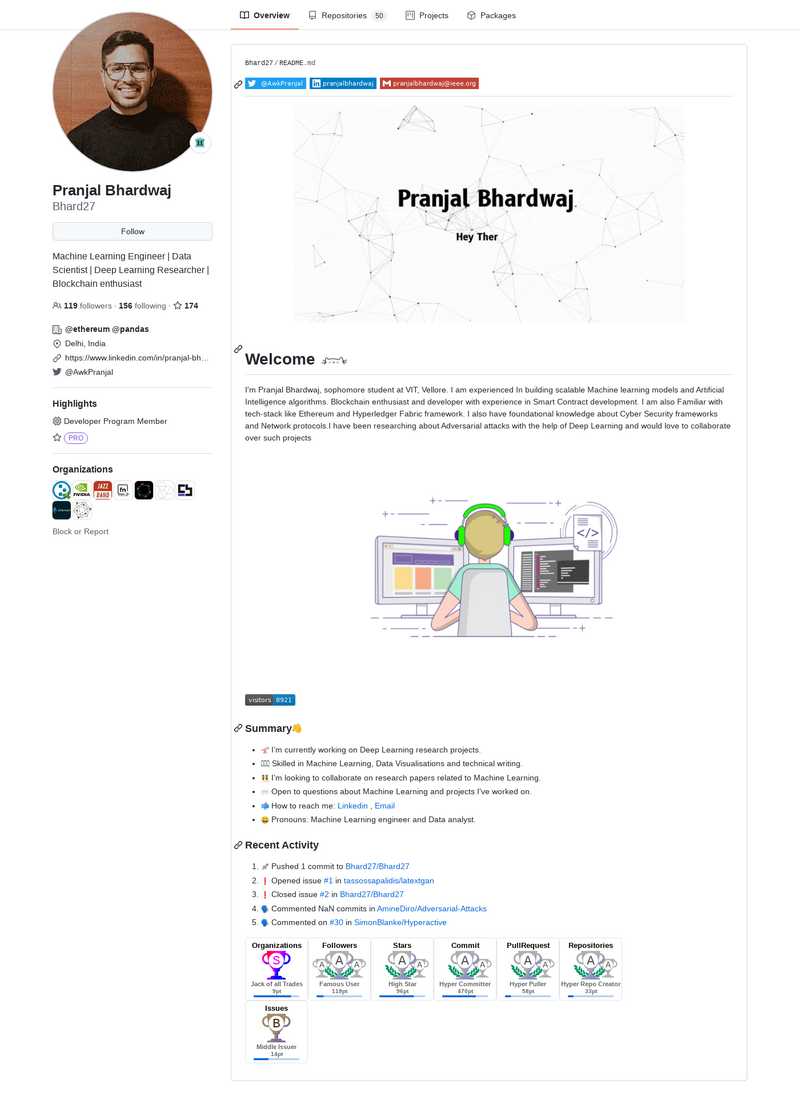 Overview
Repositories 50
Projects
Packages
Pranjal Bhardwaj
Bhard27
Follow
Machine Learning Engineer | Data
Scientist | Deep Learning Researcher |
Blockchain enthusiast
119 followers · 156 following · 174
@ethereum @pandas
Delhi, India
https://www.linkedin.com/in/pranjal-bh...
@AwkPranjal
Highlights
Developer Program Member
PRO
Organizations
NVIDIA
JAZZ
BAND
Block or Report
Bhard27 / README.md
@AwkPranjal
pranjalbhardwaj
pranjalbhardwaj@ieee.org
Pranjal Bhardwaj
Hey Ther
Welcome
I'm Pranjal Bhardwaj, sophomore student at VIT, Vellore. I am experienced In building scalable Machine learning models and Artificial
Intelligence algorithms. Blockchain enthusiast and developer with experience in Smart Contract development. I am also Familiar with
tech-stack like Ethereum and Hyperledger Fabric framework. I also have foundational knowledge about Cyber Security frameworks
and Network protocols.I have been researching about Adversarial attacks with the help of Deep Learning and would love to collaborate
over such projects
</>
visitors 8921
Summary👋
• I'm currently working on Deep Learning research projects.
• Skilled in Machine Learning, Data Visualisations and technical writing.
• I'm looking to collaborate on research papers related to Machine Learning.
• Open to questions about Machine Learning and projects I've worked on.
• How to reach me: Linkedin , Email
• Pronouns: Machine Learning engineer and Data analyst.
Recent Activity
1. Pushed 1 commit to Bhard27/Bhard27
2. ❗ Opened issue #1 in tassossapalidis/latextgan
3. ❗ Closed issue #2 in Bhard27/Bhard27
4. Commented NaN commits in AmineDiro/Adversarial-Attacks
5. Commented on #30 in SimonBlanke/Hyperactive
Organizations
S
Jack of all Trades
9pt
Followers
A A A
Famous User
119pt
Stars
A
High Star
96pt
Commit
A
Hyper Committer
470pt
PullRequest
A
Hyper Puller
58pt
Repositories
A
Hyper Repo Creator
33pt
Issues
B
Middle Issuer
14pt